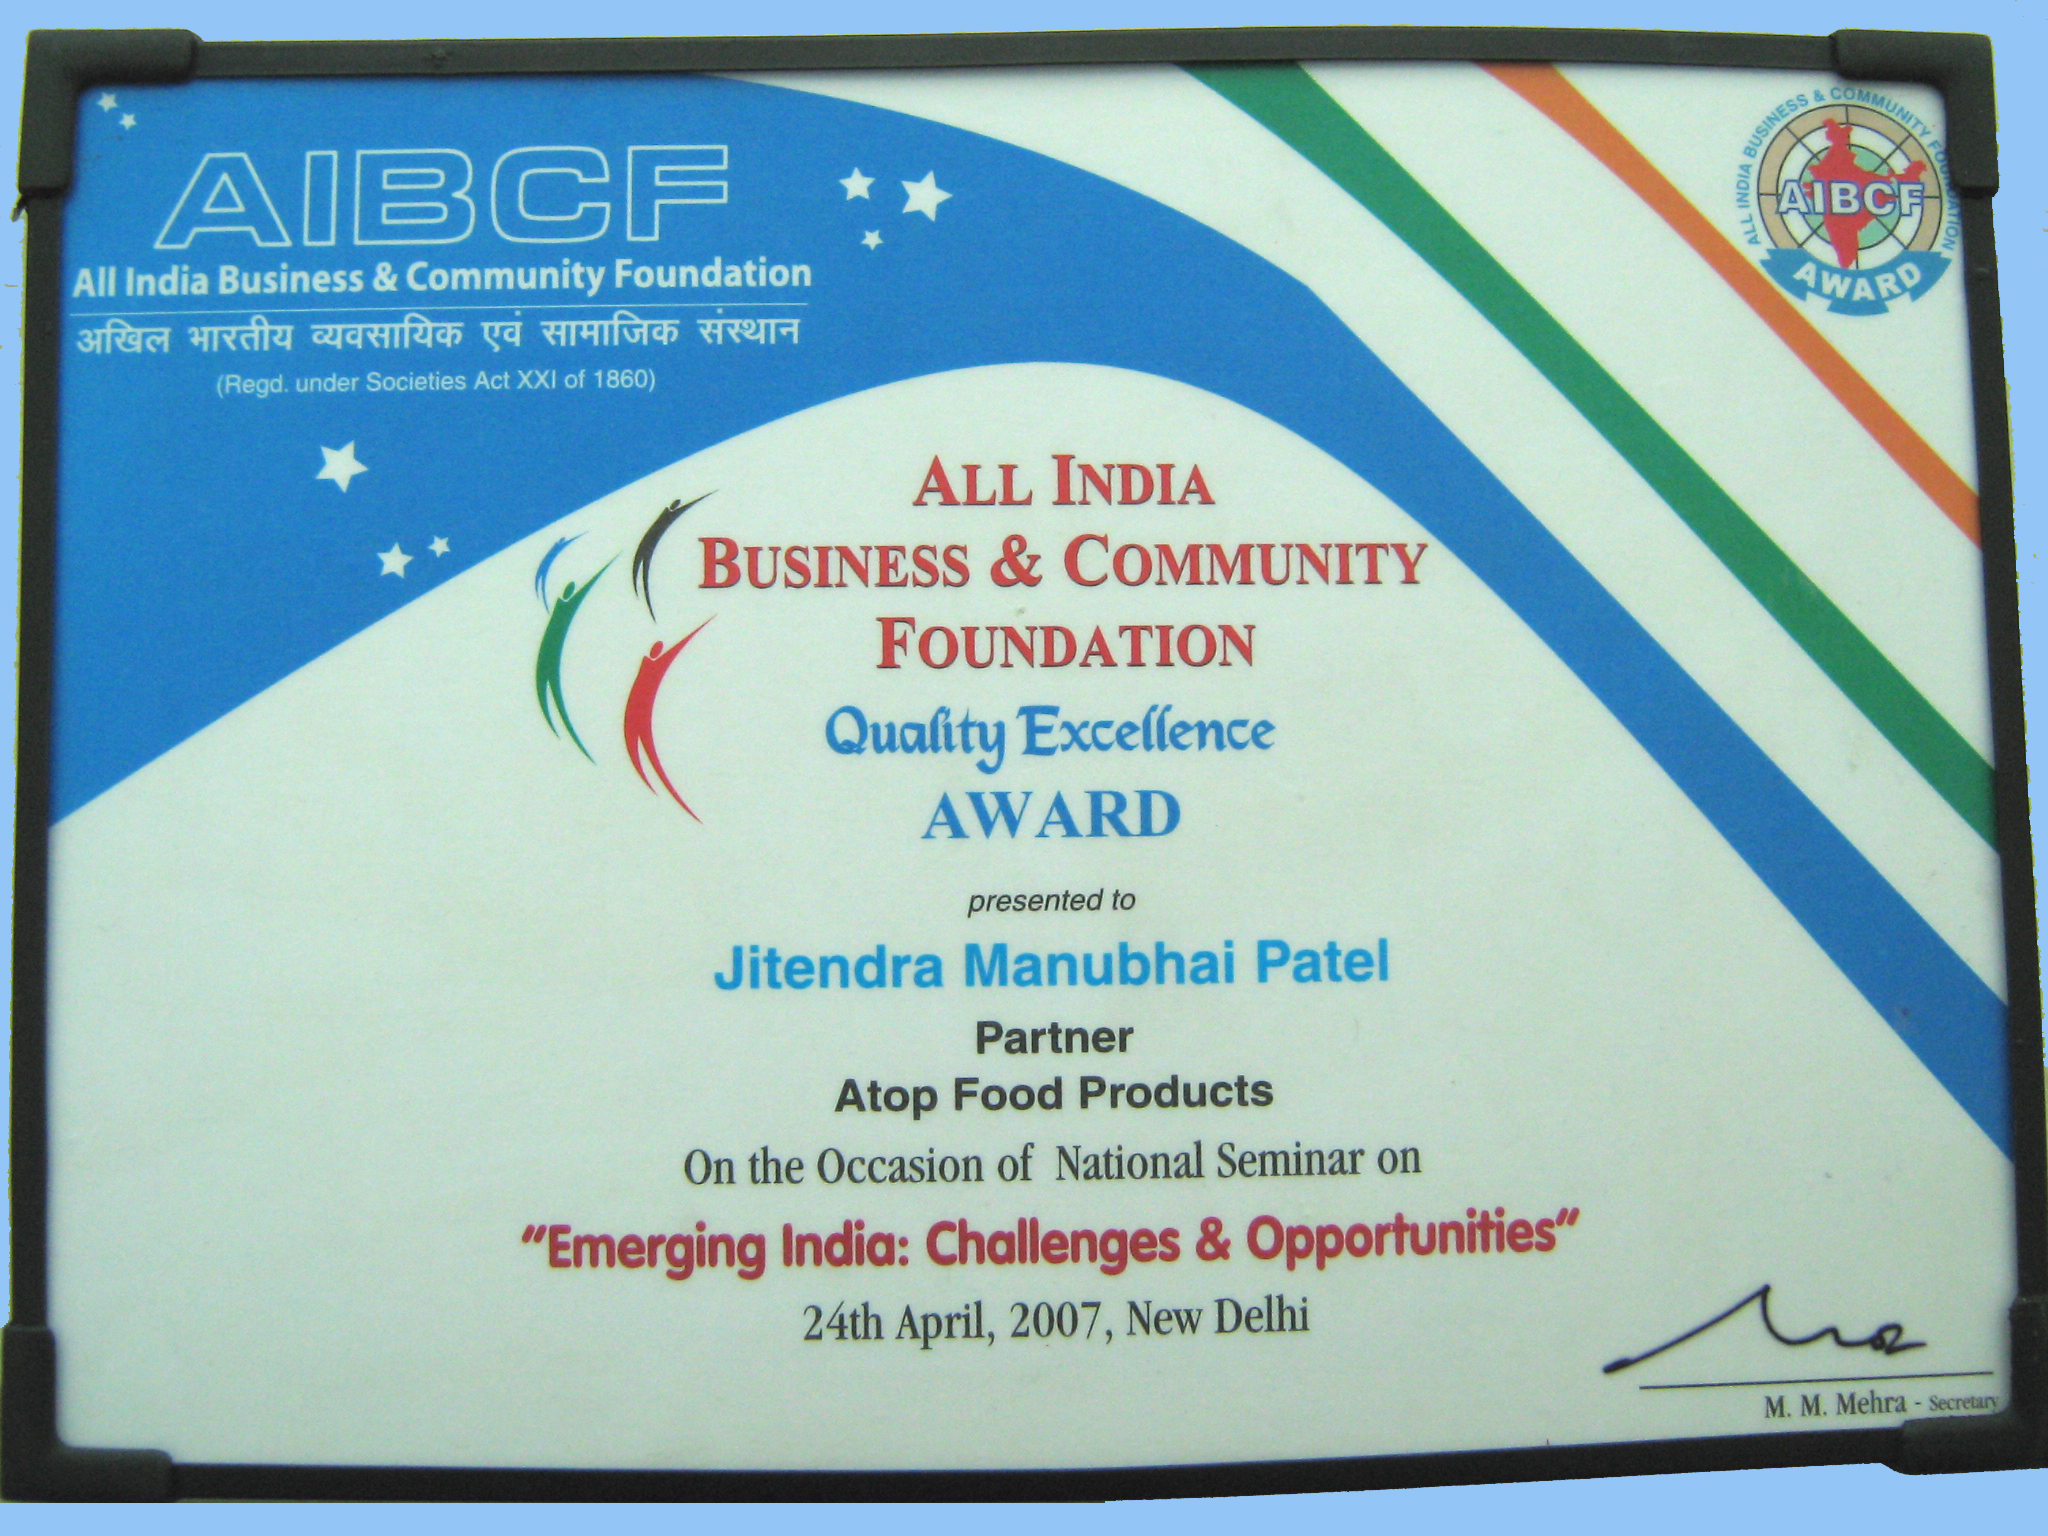 AIBCF
All India Business & Community Foundation
अखिल भारतीय व्यवसायिक एवं सामाजिक संस्थान
(Regd. under Societies Act XXI of 1860)
ALL INDIA BUSINESS & COMMUNITY FOUNDATION
AIBCF
AWARD
ALL INDIA
BUSINESS & COMMUNITY
FOUNDATION
Quality Excellence
AWARD
presented to
Jitendra Manubhai Patel
Partner
Atop Food Products
On the Occasion of National Seminar on
“Emerging India: Challenges & Opportunities“
24th April, 2007, New Delhi
M. M. Mehra - Secretary